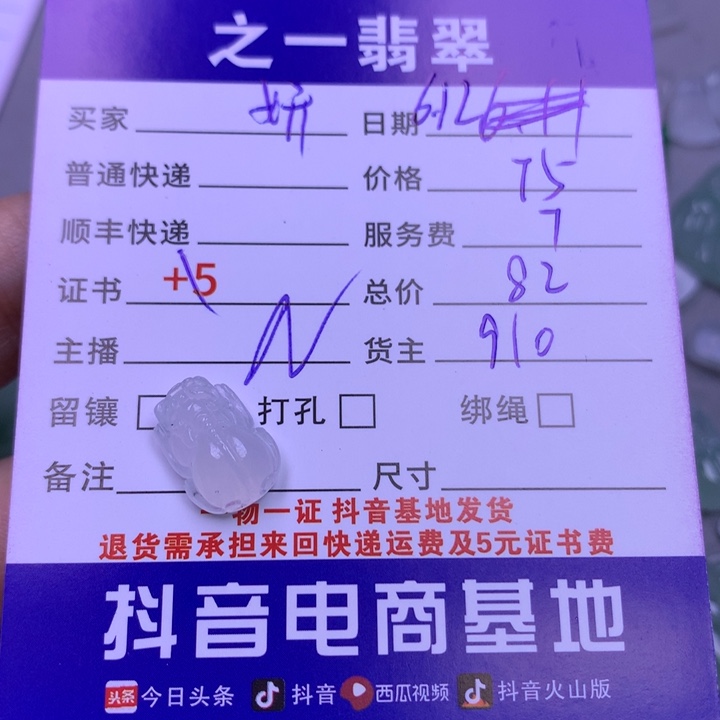 之一翡翠
买家 妍 日期 6.12
普通快递 价格 75
顺丰快递 服务费 7
证书 +5 总价 82
主播 N 货主 910
留镶 打孔 绑绳
备注 尺寸
物一证 抖音基地发货
退货需承担来回快递运费及5元证书费
抖音电商基地
头条 今日头条 抖音 西瓜视频 抖音火山版